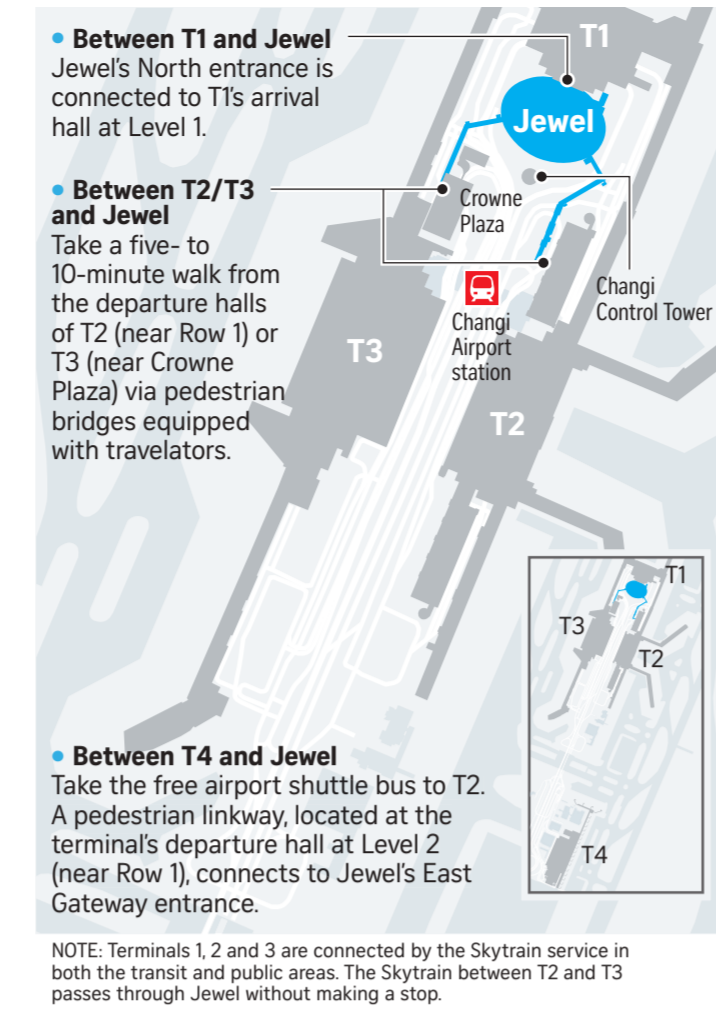 • Between T1 and Jewel
Jewel's North entrance is
connected to T1's arrival
hall at Level 1.
• Between T2/T3
and Jewel
Take a five- to
10-minute walk from
the departure halls
of T2 (near Row 1) or
T3 (near Crowne
Plaza) via pedestrian
bridges equipped
with travelators.
T1
Jewel
Crowne
Plaza
Changi
Control Tower
Changi
Airport
station
T3
T2
T1
T3
T2
T4
• Between T4 and Jewel
Take the free airport shuttle bus to T2.
A pedestrian linkway, located at the
terminal's departure hall at Level 2
(near Row 1), connects to Jewel's East
Gateway entrance.
NOTE: Terminals 1, 2 and 3 are connected by the Skytrain service in
both the transit and public areas. The Skytrain between T2 and T3
passes through Jewel without making a stop.